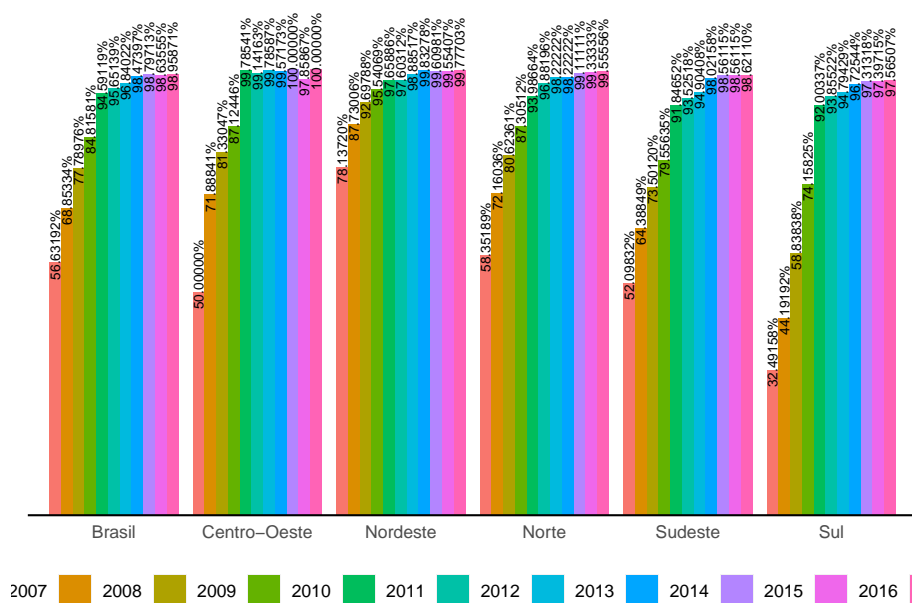 56.63192% 68.85334% 77.78976% 84.81581% 94.59119% 95.65139% 96.84022% 98.47397% 98.79713% 98.63555% 98.95871%
50.00000% 71.88841% 81.33047% 87.12446% 99.78541% 99.14163% 99.78587% 99.57173% 100.00000% 97.85867% 100.00000%
78.13720% 87.73006% 92.69788% 95.54069% 97.65886% 97.60312% 98.88517% 99.83278% 99.60981% 99.55407% 99.77703%
58.35189% 72.16036% 80.62361% 87.30512% 93.98664% 96.88196% 98.22222% 98.22222% 99.11111% 99.33333% 99.55556%
52.09832% 64.38849% 73.50120% 79.55635% 91.84652% 93.52518% 94.90409% 98.02158% 98.56115% 98.56115% 98.62110%
32.49158% 44.19192% 58.83838% 74.15825% 92.00337% 93.85522% 94.79429% 96.72544% 97.31318% 97.39715% 97.56507%
Brasil Centro-Oeste Nordeste Norte Sudeste Sul
2007 2008 2009 2010 2011 2012 2013 2014 2015 2016